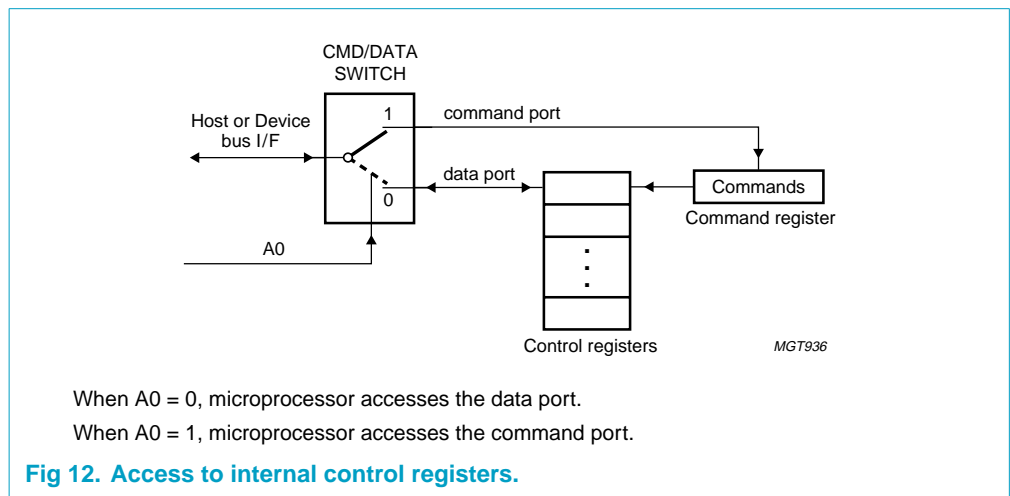 CMD/DATA
SWITCH
Host or Device
bus I/F
1
command port
data port
0
A0
Commands
Command register
Control registers
MGT936
When A0 = 0, microprocessor accesses the data port.
When A0 = 1, microprocessor accesses the command port.
Fig 12. Access to internal control registers.